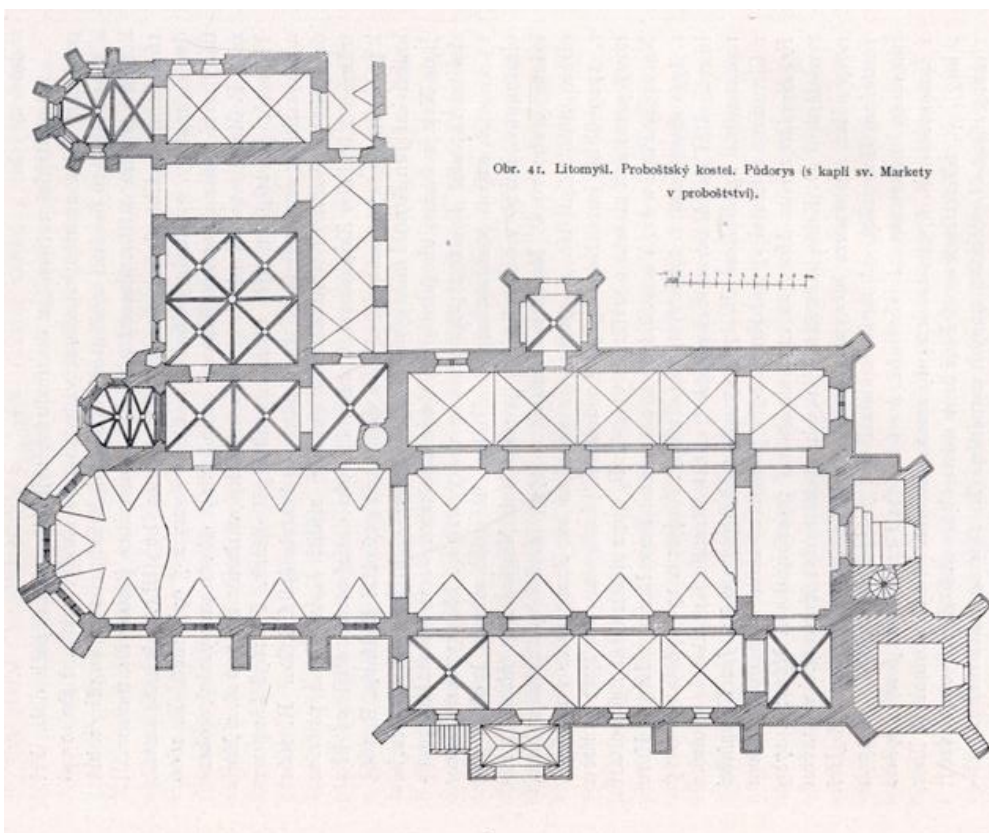 Obr. 41. Litomyšl. Proboštský kostel. Půdorys (s kaplí sv. Markety
v proboštství).